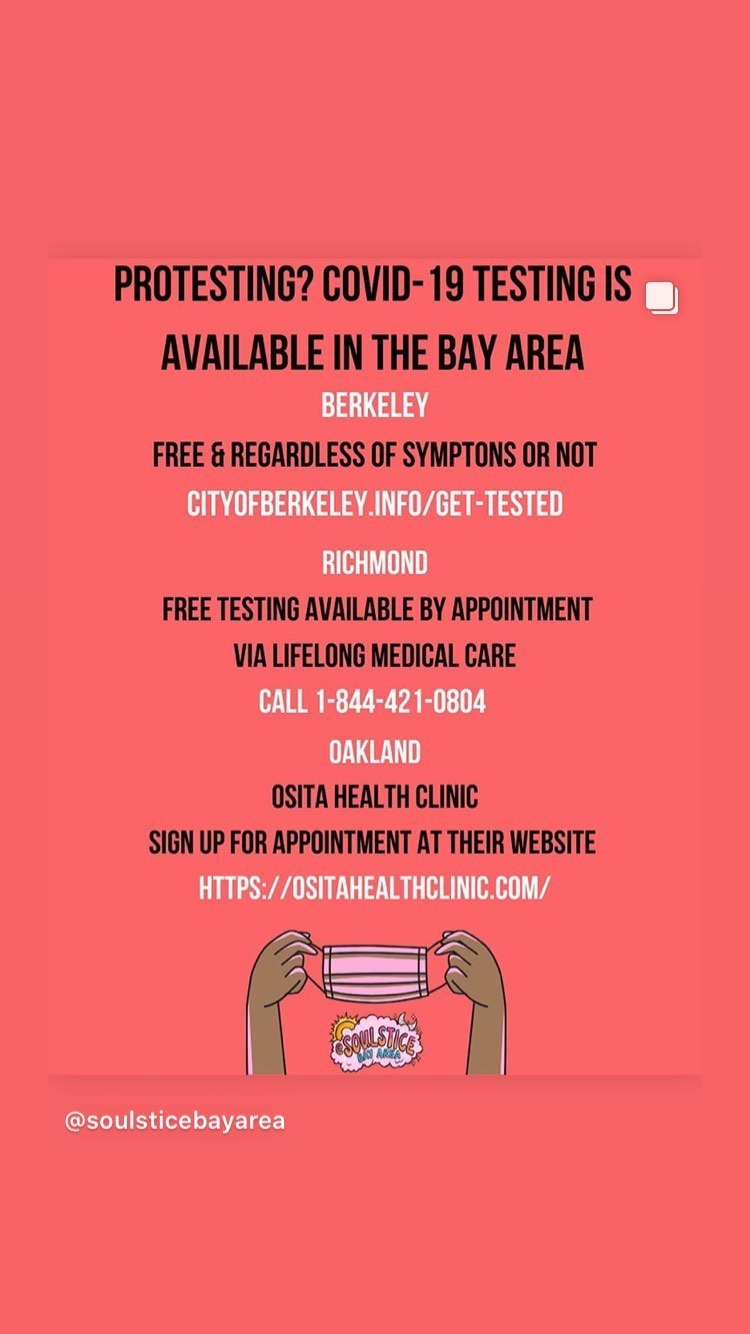 PROTESTING? COVID-19 TESTING IS
AVAILABLE IN THE BAY AREA
BERKELEY
FREE & REGARDLESS OF SYMPTONS OR NOT
CITYOFBERKELEY.INFO/GET-TESTED
RICHMOND
FREE TESTING AVAILABLE BY APPOINTMENT
VIA LIFELONG MEDICAL CARE
CALL 1-844-421-0804
OAKLAND
OSITA HEALTH CLINIC
SIGN UP FOR APPOINTMENT AT THEIR WEBSITE
HTTPS://OSITAHEALTHCLINIC.COM/
@SOULSTICE
BAY AREA
@soulsticebayarea